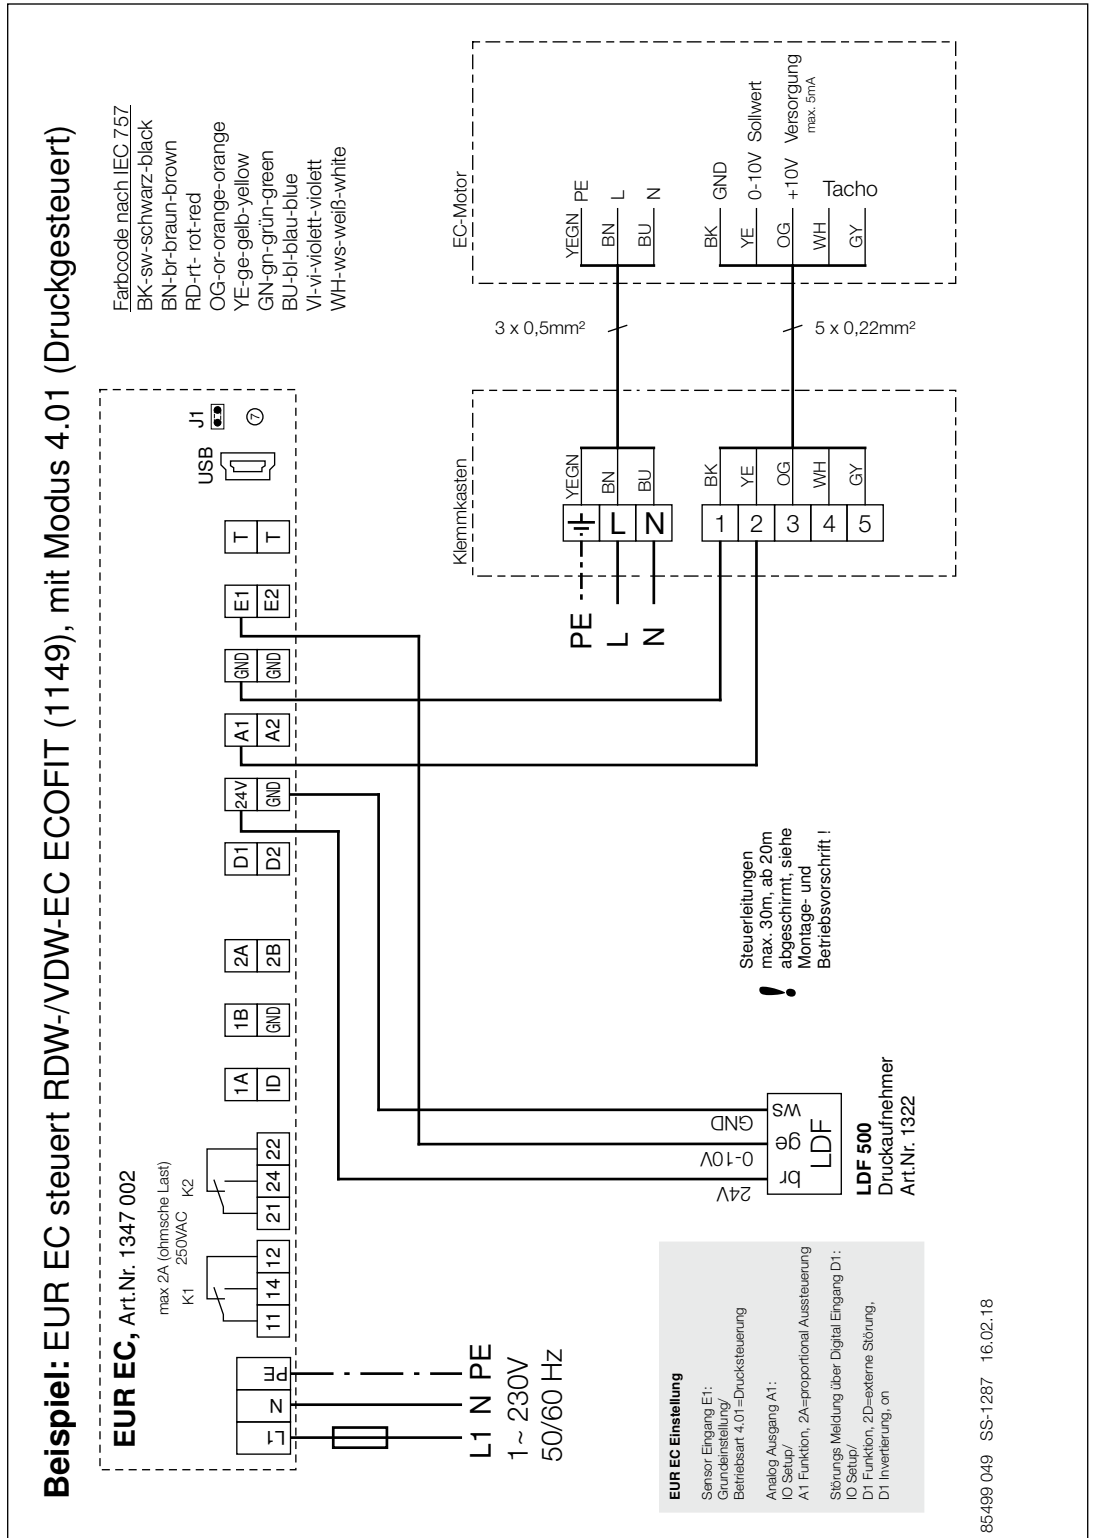 Beispiel: EUR EC steuert RDW-/VDW-EC ECOFIT (1149), mit Modus 4.01 (Druckgesteuert)
EUR EC, Art.Nr. 1347 002
max 2A (ohmsche Last)
250VAC
K1
K2
L1
N
PE
11
14
12
21
24
22
1A
ID
1B
GND
2A
2B
D1
D2
24V
GND
A1
A2
GND
GND
E1
E2
T
T
USB
J1
7
Farbcode nach IEC 757
BK-sw-schwarz-black
BN-br-braun-brown
RD-rt- rot-red
OG-or-orange-orange
YE-ge-gelb-yellow
GN-gn-grün-green
BU-bl-blau-blue
VI-vi-violett-violett
WH-ws-weiß-white
L1 N PE
1~ 230V
50/60 Hz
Klemmkasten
PE
L
N
L
N
YEGN
BN
BU
1
2
3
4
5
BK
YE
OG
WH
GY
3 x 0,5mm²
5 x 0,22mm²
EC-Motor
YEGN
BN
BU
PE
L
N
BK
YE
OG
WH
GY
GND
0-10V Sollwert
+10V Versorgung
max. 5mA
Tacho
24V
0-10V
GND
br
ge
ws
LDF
LDF 500
Druckaufnehmer
Art.Nr. 1322
!
Steuerleitungen
max. 30m, ab 20m
abgeschirmt, siehe
Montage- und
Betriebsvorschrift !
EUR EC Einstellung
Sensor Eingang E1:
Grundeinstellung/
Betriebsart 4.01=Drucksteuerung
Analog Ausgang A1:
IO Setup/
A1 Funktion, 2A=proportional Aussteuerung
Störungs Meldung über Digital Eingang D1:
IO Setup/
D1 Funktion, 2D=externe Störung,
D1 Invertierung, on
85499 049 SS-1287 16.02.18